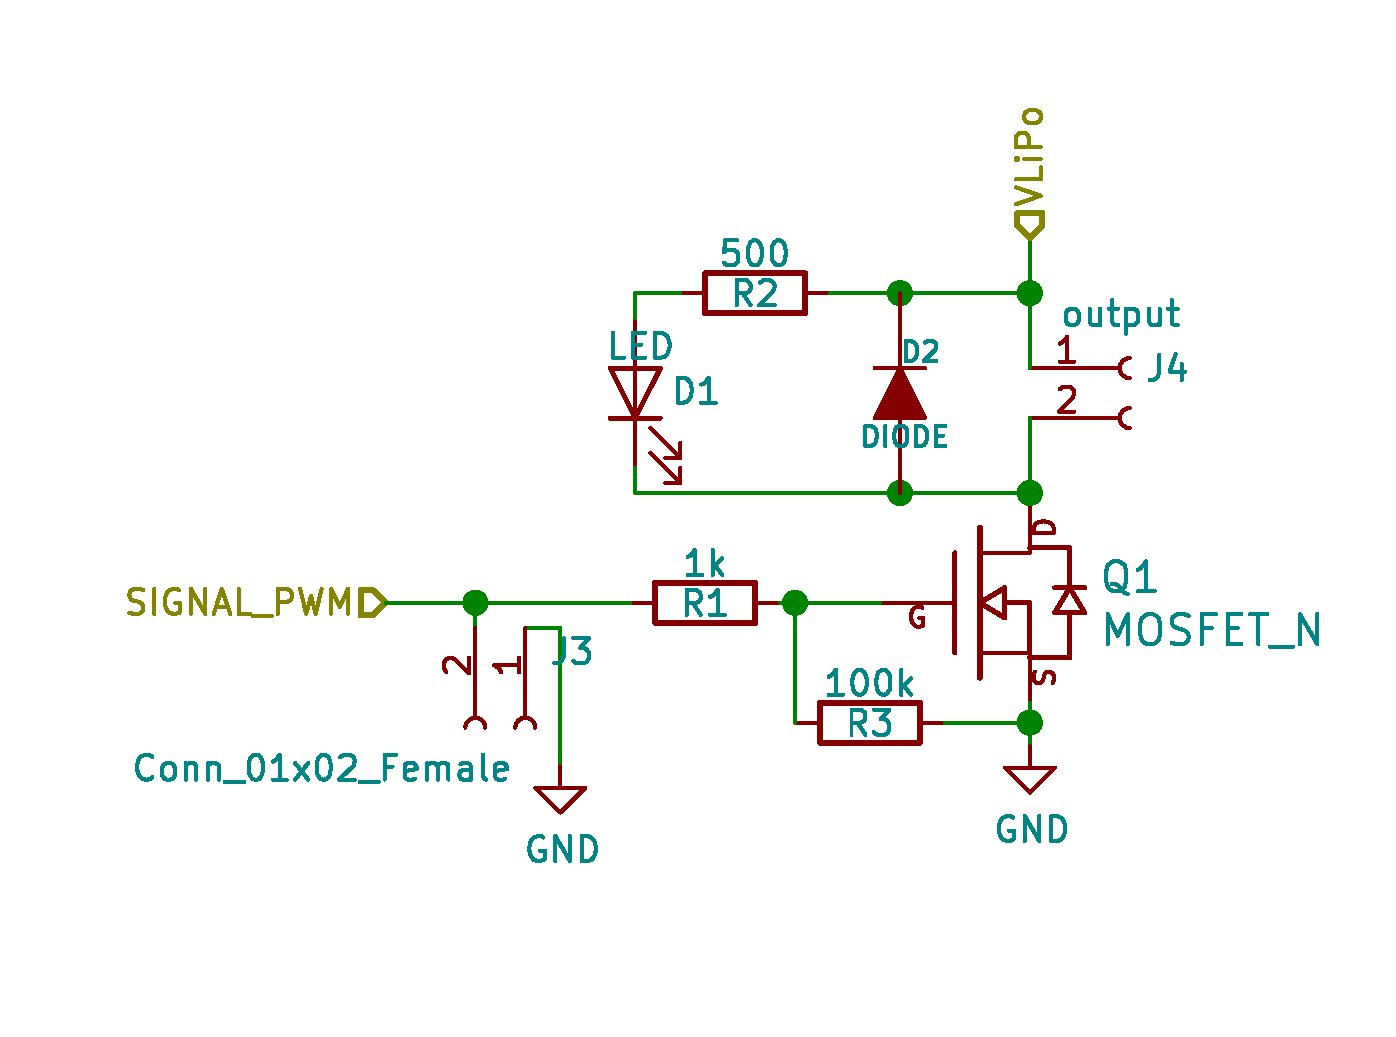 VLiPo
500
R2
output
LED
D1
D2
DIODE
1
2
J4
D
Q1
MOSFET_N
G
S
SIGNAL_PWM
1k
R1
2
1
J3
100k
R3
Conn_01x02_Female
GND
GND